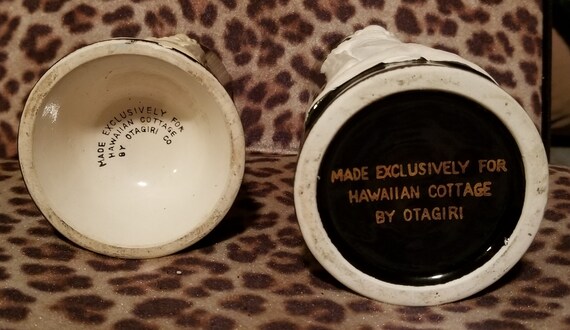 MADE EXCLUSIVELY FOR
HAWAIIAN COTTAGE
BY OTAGIRI CO
MADE EXCLUSIVELY FOR
HAWAIIAN COTTAGE
BY OTAGIRI